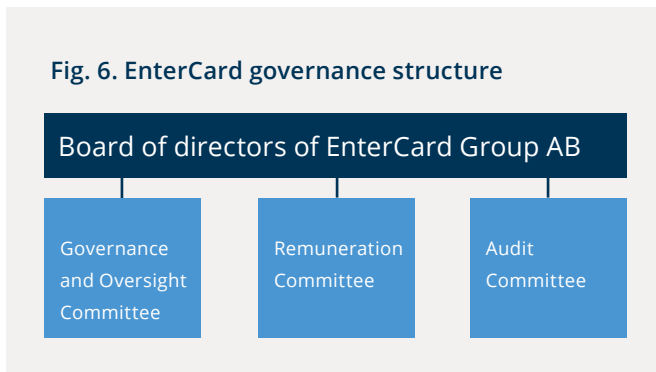 Fig. 6. EnterCard governance structure
Board of directors of EnterCard Group AB
Governance
and Oversight
Committee
Remuneration
Committee
Audit
Committee